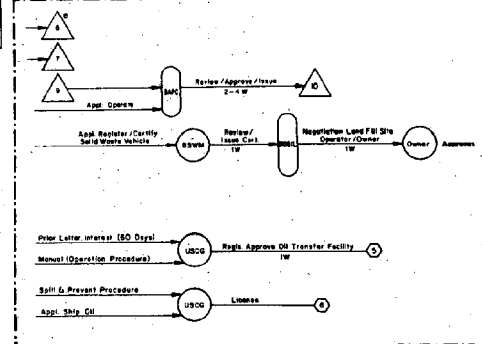 6
7
9
Review/Approve/Issue
2-4 W
10
BAPC
Appl. Operate
Appl. Register/Certify
Solid Waste Vehicle
BSWM
Review/
Issue Cert.
1W
Negotiation Land Fill Site
Operator/Owner
1W
Owner
Approves
Prior Letter Interest (60 Days)
Manual (Operation Procedure)
USCG
Regis. Approve Oil Transfer Facility
1W
5
Spill & Prevent Procedure
Appl. Ship Oil
USCG
License
6